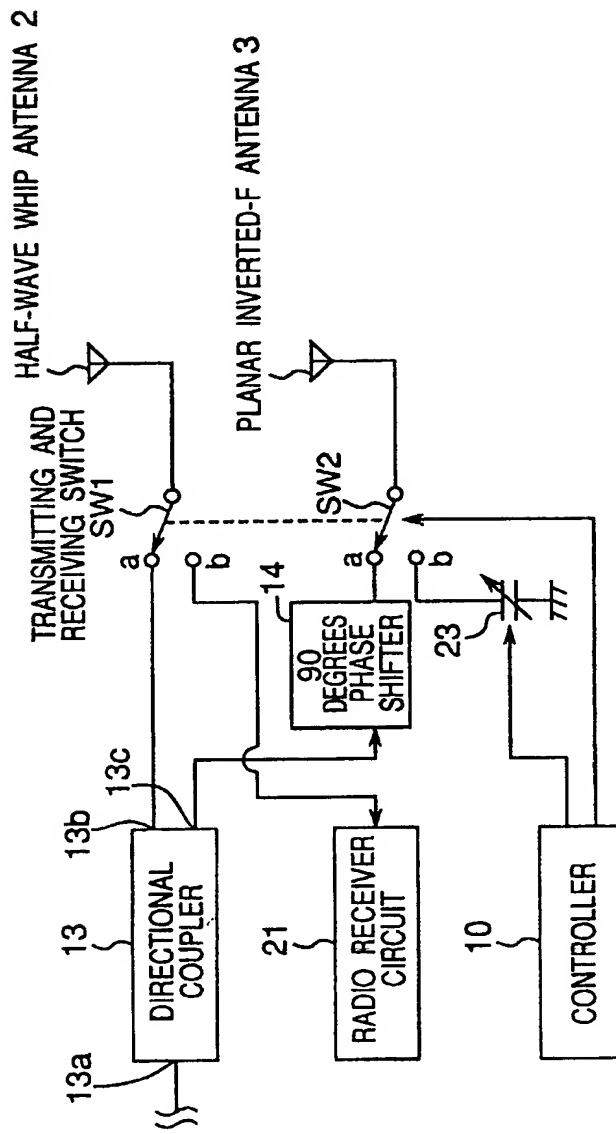 HALF-WAVE WHIP ANTENNA 2
TRANSMITTING AND
RECEIVING SWITCH
SW1
a
b
PLANAR INVERTED-F ANTENNA 3
SW2
a
b
14
90
DEGREES
PHASE
SHIFTER
23
13b
13c
13
DIRECTIONAL
COUPLER
13a
21
RADIO RECEIVER
CIRCUIT
10
CONTROLLER